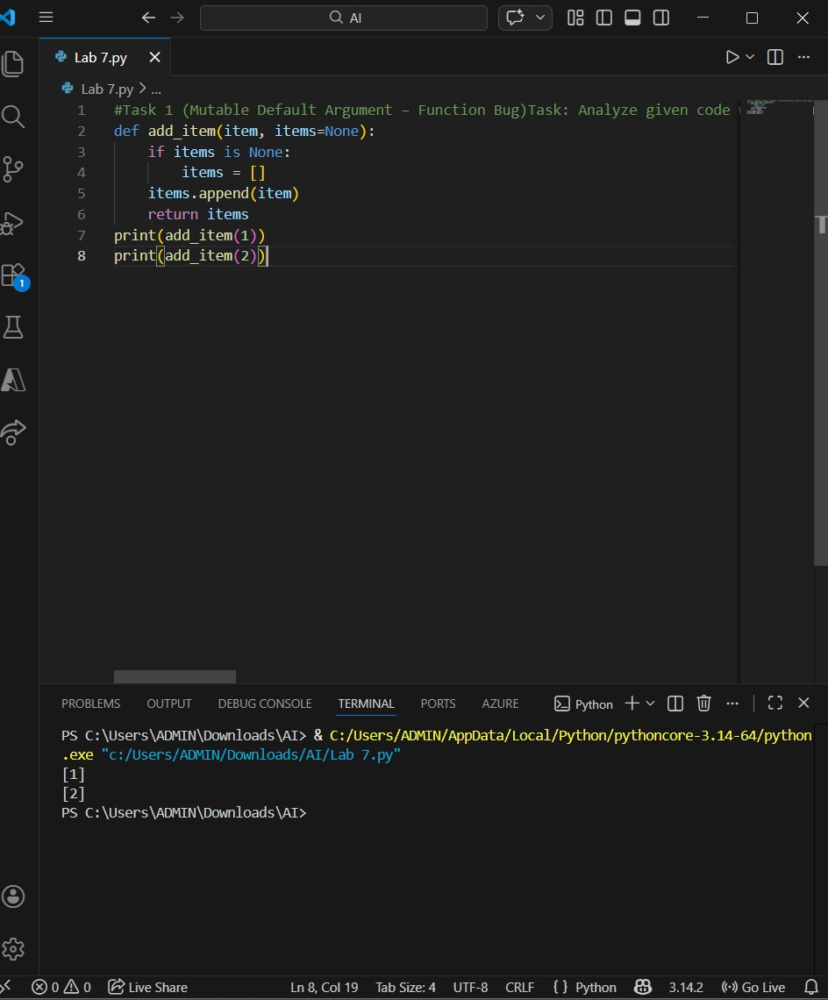 AI
Lab 7.py
Lab 7.py > ...
1 #Task 1 (Mutable Default Argument – Function Bug)Task: Analyze given code
2 def add_item(item, items=None):
3     if items is None:
4         items = []
5     items.append(item)
6     return items
7 print(add_item(1))
8 print(add_item(2))
1
PROBLEMS OUTPUT DEBUG CONSOLE TERMINAL PORTS AZURE Python
PS C:\Users\ADMIN\Downloads\AI> & C:/Users/ADMIN/AppData/Local/Python/pythoncore-3.14-64/python
.exe "c:/Users/ADMIN/Downloads/AI/Lab 7.py"
[1]
[2]
PS C:\Users\ADMIN\Downloads\AI>
0 0 Live Share Ln 8, Col 19 Tab Size: 4 UTF-8 CRLF { } Python 3.14.2 Go Live